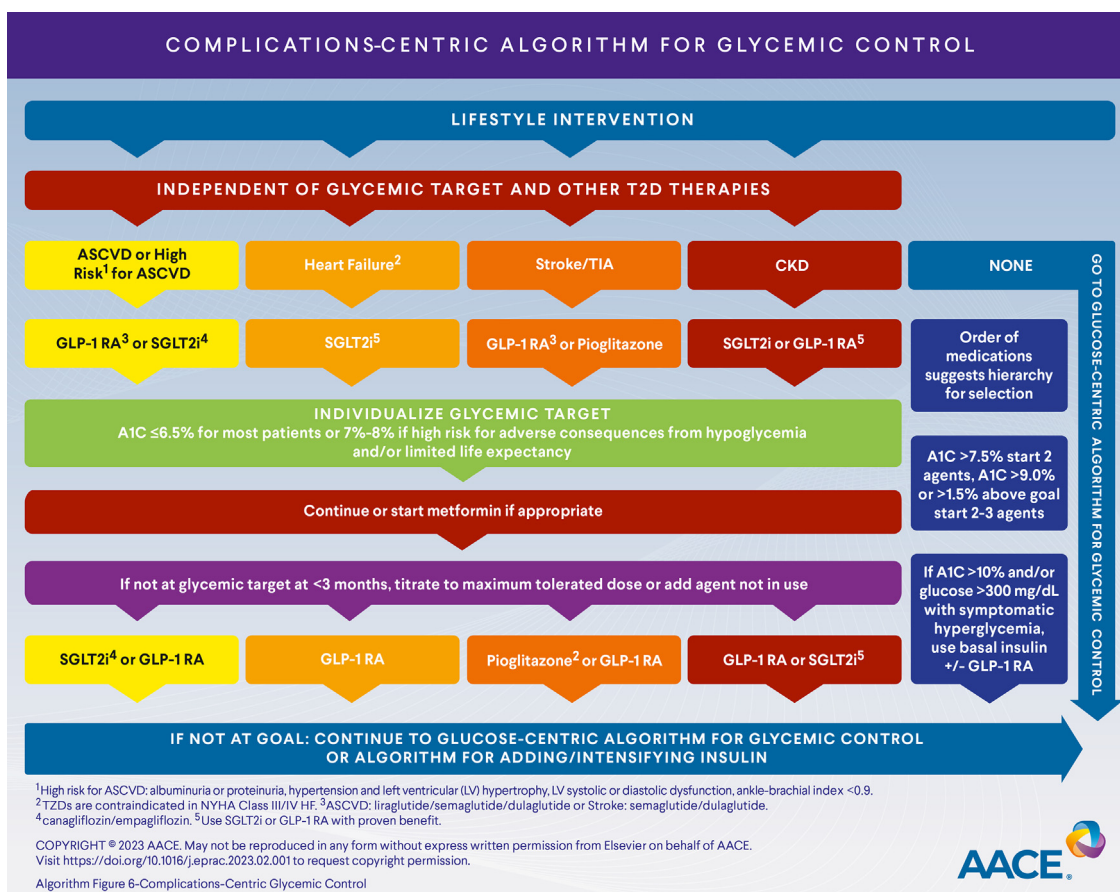 COMPLICATIONS-CENTRIC ALGORITHM FOR GLYCEMIC CONTROL
LIFESTYLE INTERVENTION
INDEPENDENT OF GLYCEMIC TARGET AND OTHER T2D THERAPIES
ASCVD or High
Risk¹ for ASCVD
Heart Failure²
Stroke/TIA
CKD
NONE
GLP-1 RA³ or SGLT2i⁴
SGLT2i⁵
GLP-1 RA³ or Pioglitazone
SGLT2i or GLP-1 RA⁵
Order of
medications
suggests hierarchy
for selection
INDIVIDUALIZE GLYCEMIC TARGET
A1C ≤6.5% for most patients or 7%-8% if high risk for adverse consequences from hypoglycemia
and/or limited life expectancy
A1C >7.5% start 2
agents, A1C >9.0%
or >1.5% above goal
start 2-3 agents
Continue or start metformin if appropriate
If not at glycemic target at <3 months, titrate to maximum tolerated dose or add agent not in use
If A1C >10% and/or
glucose >300 mg/dL
with symptomatic
hyperglycemia,
use basal insulin
+/- GLP-1 RA
SGLT2i⁴ or GLP-1 RA
GLP-1 RA
Pioglitazone² or GLP-1 RA
GLP-1 RA or SGLT2i⁵
GO TO GLUCOSE-CENTRIC ALGORITHM FOR GLYCEMIC CONTROL
IF NOT AT GOAL: CONTINUE TO GLUCOSE-CENTRIC ALGORITHM FOR GLYCEMIC CONTROL
OR ALGORITHM FOR ADDING/INTENSIFYING INSULIN
¹High risk for ASCVD: albuminuria or proteinuria, hypertension and left ventricular (LV) hypertrophy, LV systolic or diastolic dysfunction, ankle-brachial index <0.9.
²TZDs are contraindicated in NYHA Class III/IV HF. ³ASCVD: liraglutide/semaglutide/dulaglutide or Stroke: semaglutide/dulaglutide.
⁴canagliflozin/empagliflozin. ⁵Use SGLT2i or GLP-1 RA with proven benefit.
COPYRIGHT © 2023 AACE. May not be reproduced in any form without express written permission from Elsevier on behalf of AACE.
Visit https://doi.org/10.1016/j.eprac.2023.02.001 to request copyright permission.
Algorithm Figure 6-Complications-Centric Glycemic Control
AACE®